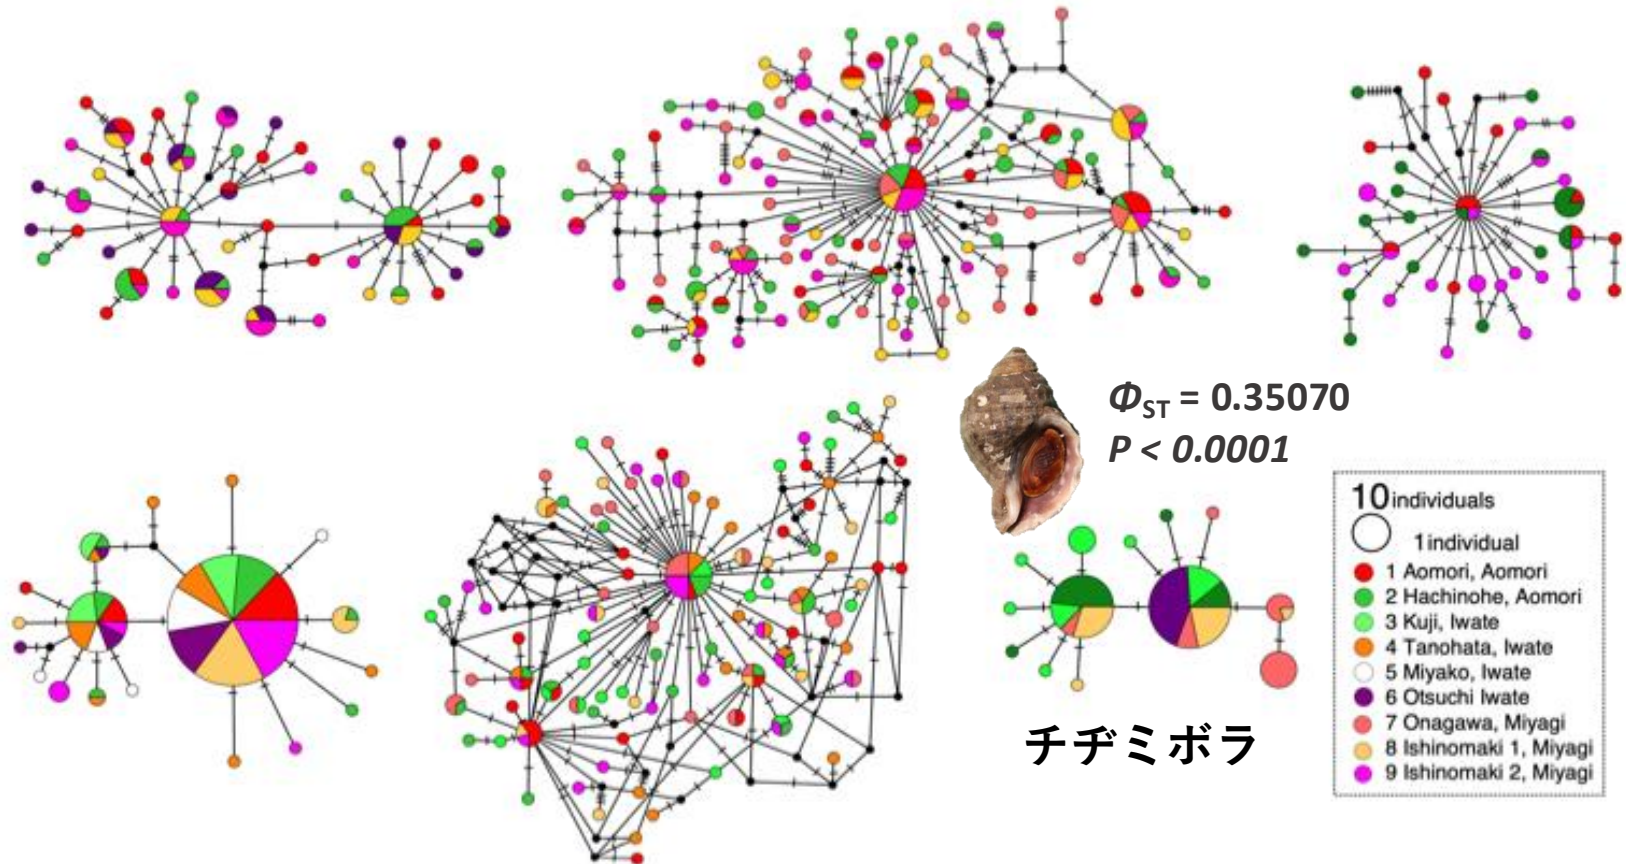 ΦST = 0.35070
P < 0.0001
チヂミボラ
10 individuals
1 individual
1 Aomori, Aomori
2 Hachinohe, Aomori
3 Kuji, Iwate
4 Tanohata, Iwate
5 Miyako, Iwate
6 Otsuchi Iwate
7 Onagawa, Miyagi
8 Ishinomaki 1, Miyagi
9 Ishinomaki 2, Miyagi